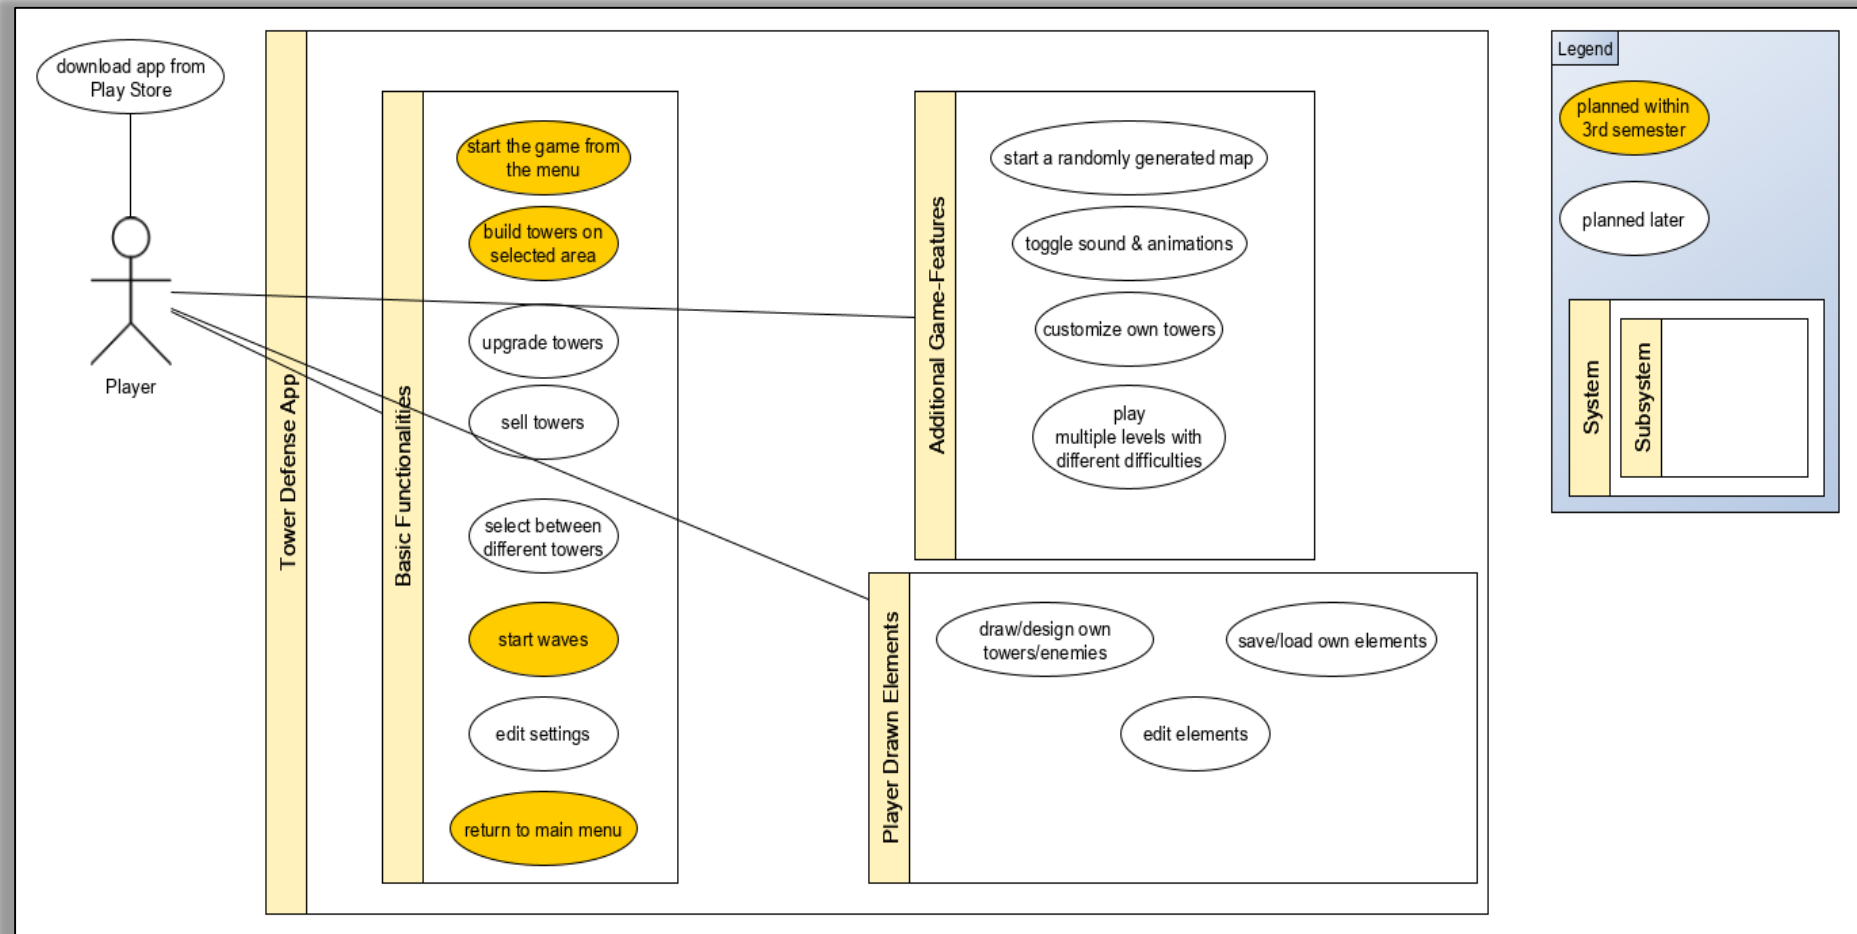 download app from
Play Store
Player
Tower Defense App
Basic Functionalities
start the game from
the menu
build towers on
selected area
upgrade towers
sell towers
select between
different towers
start waves
edit settings
return to main menu
Additional Game-Features
start a randomly generated map
toggle sound & animations
customize own towers
play
multiple levels with
different difficulties
Player Drawn Elements
draw/design own
towers/enemies
save/load own elements
edit elements
Legend
planned within
3rd semester
planned later
System
Subsystem